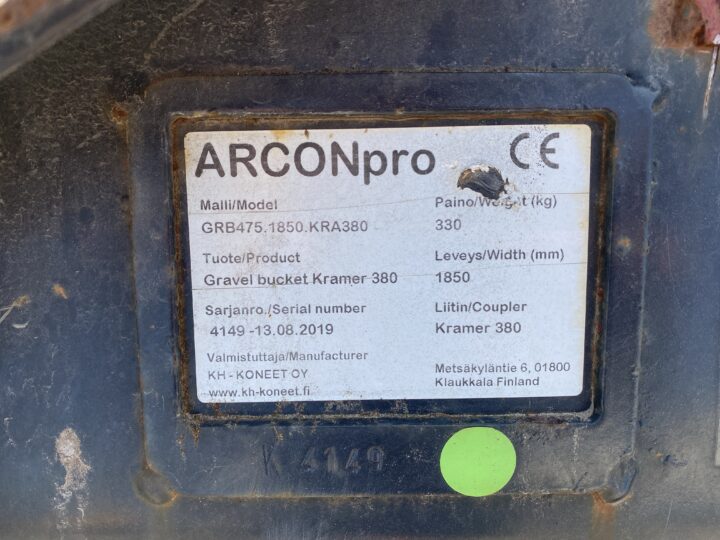 ARCONpro CE
Malli/Model Paino/Weight (kg)
GRB475.1850.KRA380 330
Tuote/Product Leveys/Width (mm)
Gravel bucket Kramer 380 1850
Sarjanro./Serial number Liitin/Coupler
4149 -13.08.2019 Kramer 380
Valmistuttaja/Manufacturer
KH - KONEET OY Metsäkyläntie 6, 01800
www.kh-koneet.fi Klaukkala Finland
K 4149